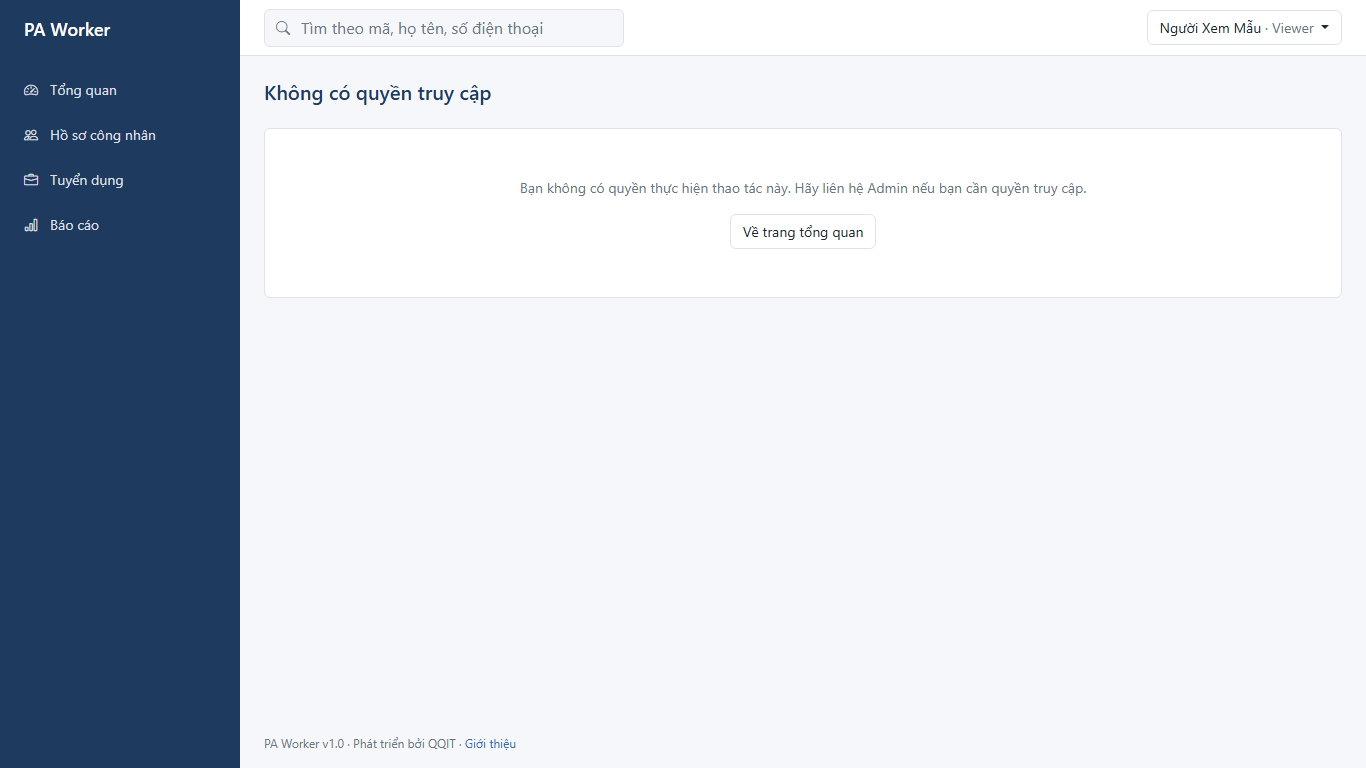 PA Worker
Tìm theo mã, họ tên, số điện thoại
Người Xem Mẫu · Viewer
Tổng quan
Hồ sơ công nhân
Tuyển dụng
Báo cáo
Không có quyền truy cập
Bạn không có quyền thực hiện thao tác này. Hãy liên hệ Admin nếu bạn cần quyền truy cập.
Về trang tổng quan
PA Worker v1.0 · Phát triển bởi QQIT · Giới thiệu